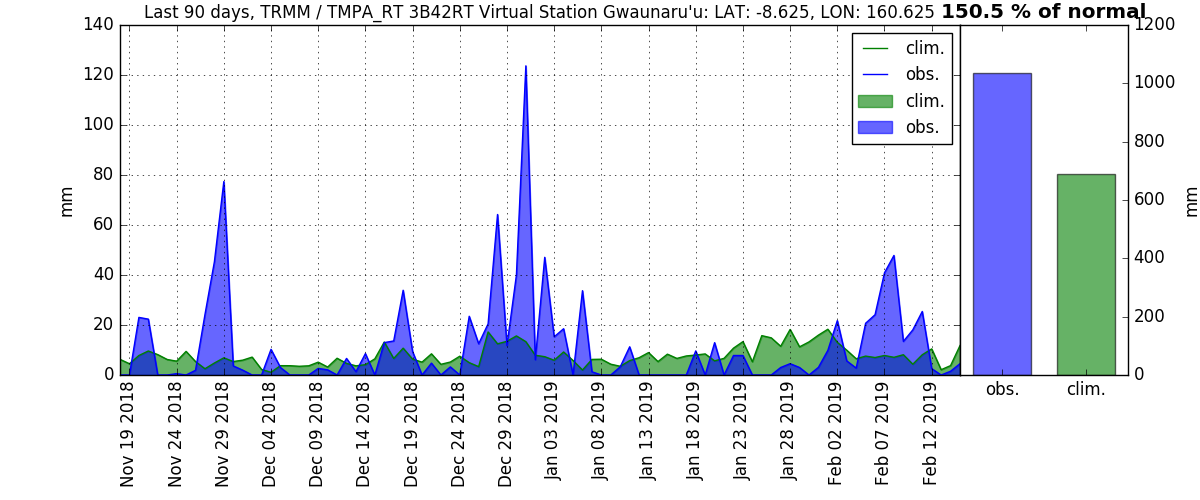 Last 90 days, TRMM / TMPA_RT 3B42RT Virtual Station Gwaunaru'u: LAT: -8.625, LON: 160.625 150.5 % of normal
140
120
100
80
60
40
20
0
mm
clim.
obs.
clim.
obs.
Nov 19 2018
Nov 24 2018
Nov 29 2018
Dec 04 2018
Dec 09 2018
Dec 14 2018
Dec 19 2018
Dec 24 2018
Dec 29 2018
Jan 03 2019
Jan 08 2019
Jan 13 2019
Jan 18 2019
Jan 23 2019
Jan 28 2019
Feb 02 2019
Feb 07 2019
Feb 12 2019
1200
1000
800
600
400
200
0
mm
obs.
clim.